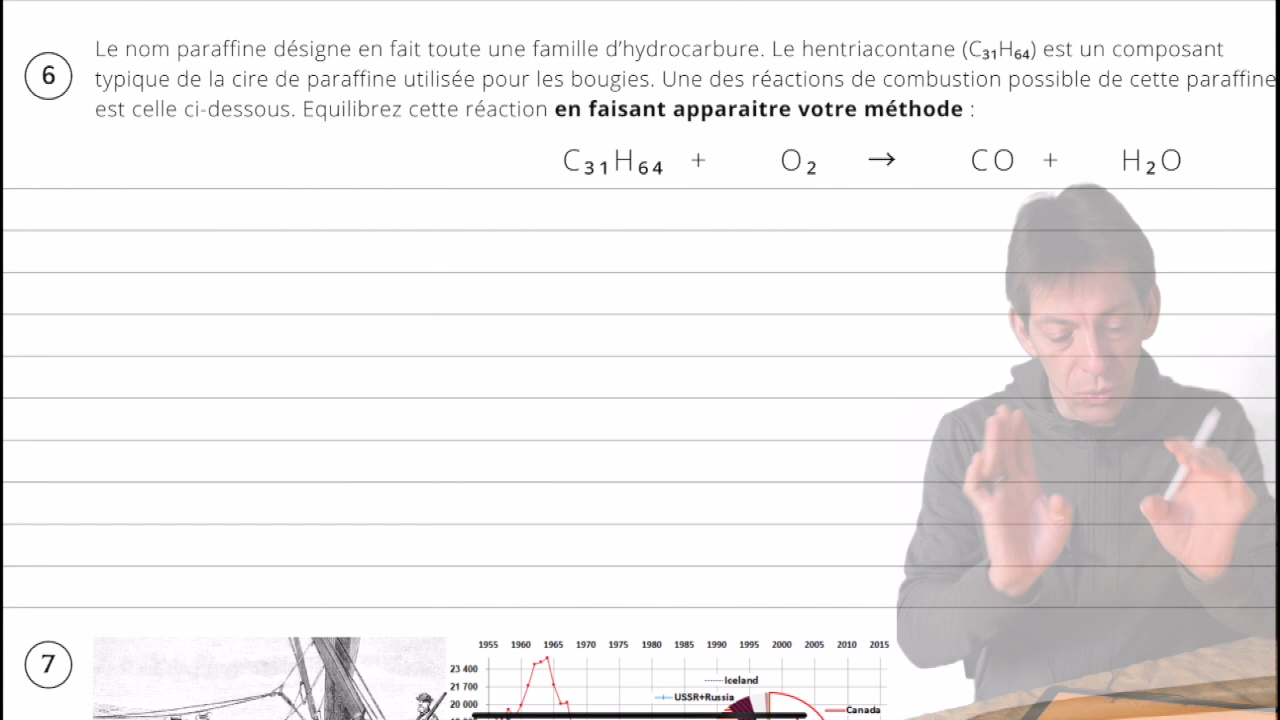 6
Le nom paraffine désigne en fait toute une famille d’hydrocarbure. Le hentriacontane (C₃₁H₆₄) est un composant
typique de la cire de paraffine utilisée pour les bougies. Une des réactions de combustion possible de cette paraffine
est celle ci-dessous. Equilibrez cette réaction en faisant apparaitre votre méthode :
C₃₁H₆₄ + O₂ → CO + H₂O
7
1955 1960 1965 1970 1975 1980 1985 1990 1995 2000 2005 2010 2015
23 400
Iceland
21 700
USSR+Russia
20 000
Canada